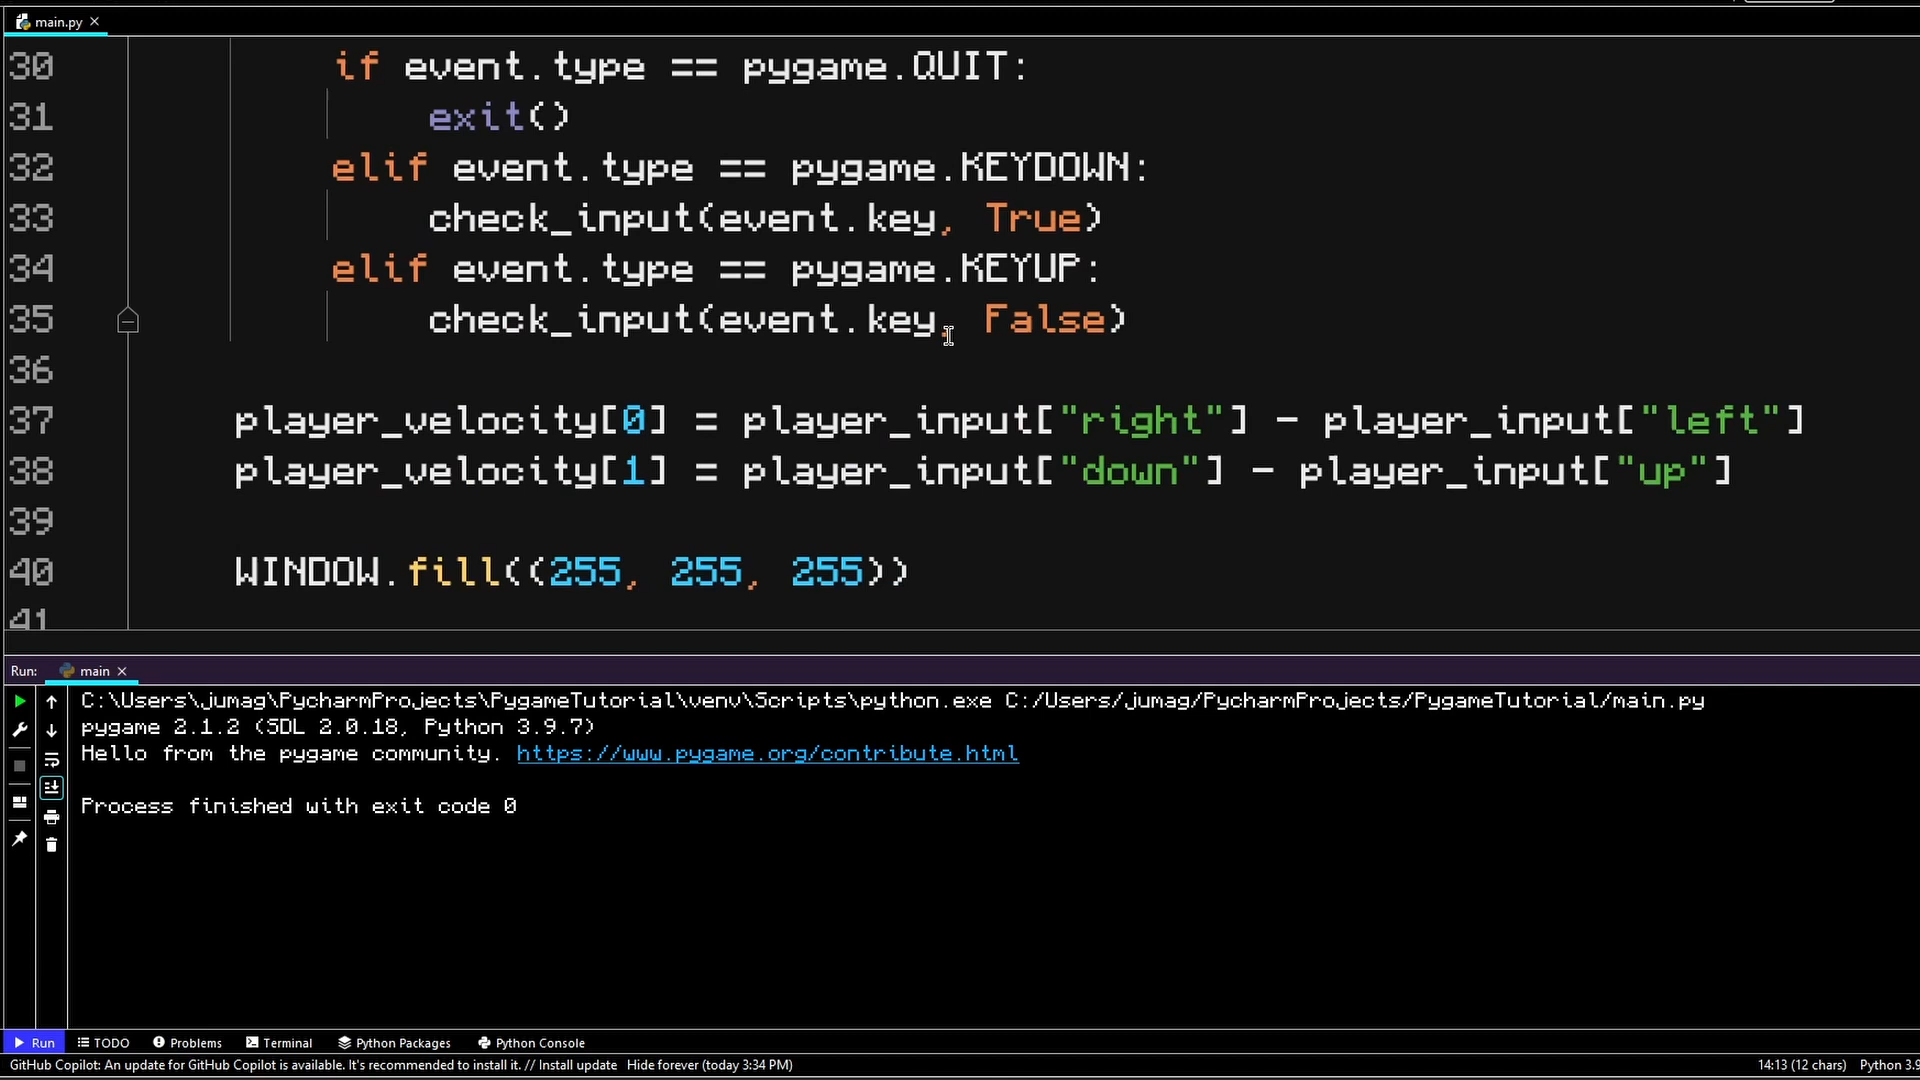 main.py
30 if event.type == pygame.QUIT:
31 exit()
32 elif event.type == pygame.KEYDOWN:
33 check_input(event.key, True)
34 elif event.type == pygame.KEYUP:
35 check_input(event.key, False)
36
37 player_velocity[0] = player_input["right"] - player_input["left"]
38 player_velocity[1] = player_input["down"] - player_input["up"]
39
40 WINDOW.fill((255, 255, 255))
41
Run: main
C:\Users\jumag\PycharmProjects\PygameTutorial\venv\Scripts\python.exe C:/Users/jumag/PycharmProjects/PygameTutorial/main.py
pygame 2.1.2 (SDL 2.0.18, Python 3.9.7)
Hello from the pygame community. https://www.pygame.org/contribute.html
Process finished with exit code 0
Run TODO Problems Terminal Python Packages Python Console
GitHub Copilot: An update for GitHub Copilot is available. It's recommended to install it. // Install update Hide forever (today 3:34 PM) 14:13 (12 chars) Python 3.9